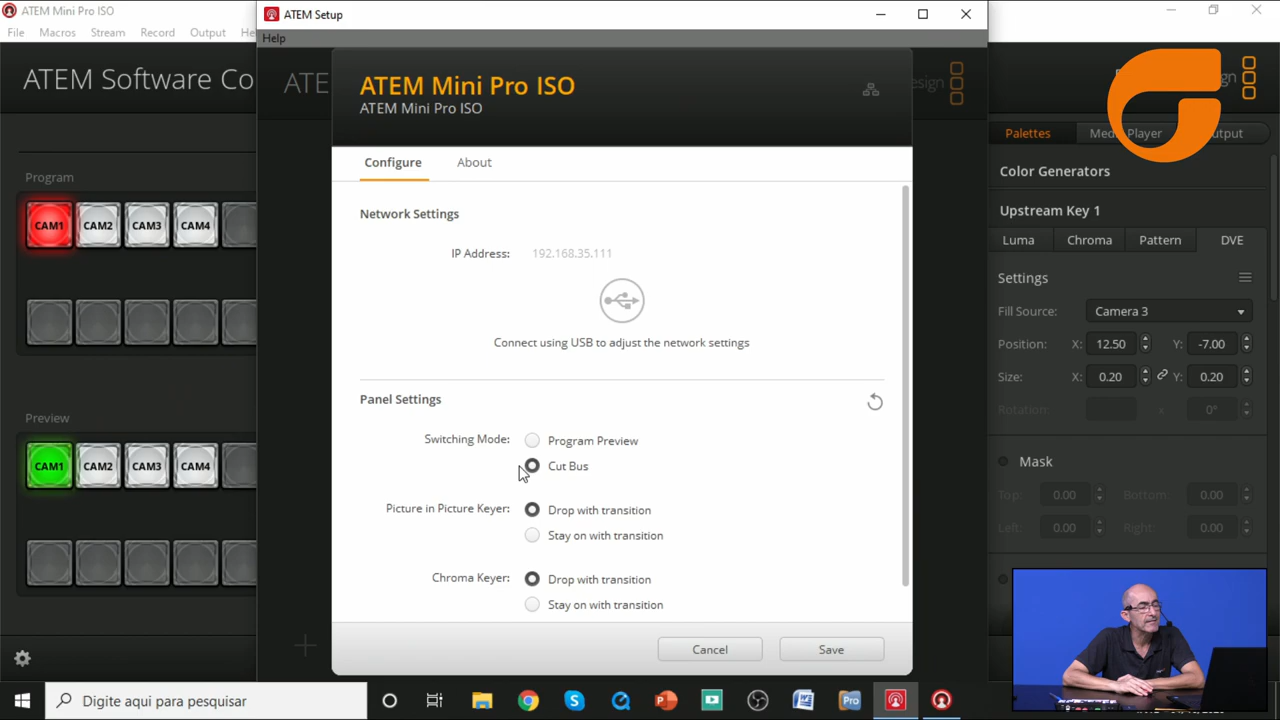 ATEM Mini Pro ISO
File Macros Stream Record Output He
ATEM Setup
Help
ATEM Software Co
ATEM
ATEM Mini Pro ISO
ATEM Mini Pro ISO
Configure About
Network Settings
IP Address: 192.168.35.111
Connect using USB to adjust the network settings
Panel Settings
Switching Mode: Program Preview
Cut Bus
Picture in Picture Keyer: Drop with transition
Stay on with transition
Chroma Keyer: Drop with transition
Stay on with transition
Cancel Save
Program
CAM1 CAM2 CAM3 CAM4
Preview
CAM1 CAM2 CAM3 CAM4
Palettes
Color Generators
Upstream Key 1
Luma Chroma Pattern DVE
Settings
Fill Source: Camera 3
Position: X: 12.50 Y: -7.00
Size: X: 0.20 Y: 0.20
Rotation: x 0°
Mask
Top: 0.00 Bottom 0.00
Left: 0.00 Right: 0.00
Digite aqui para pesquisar